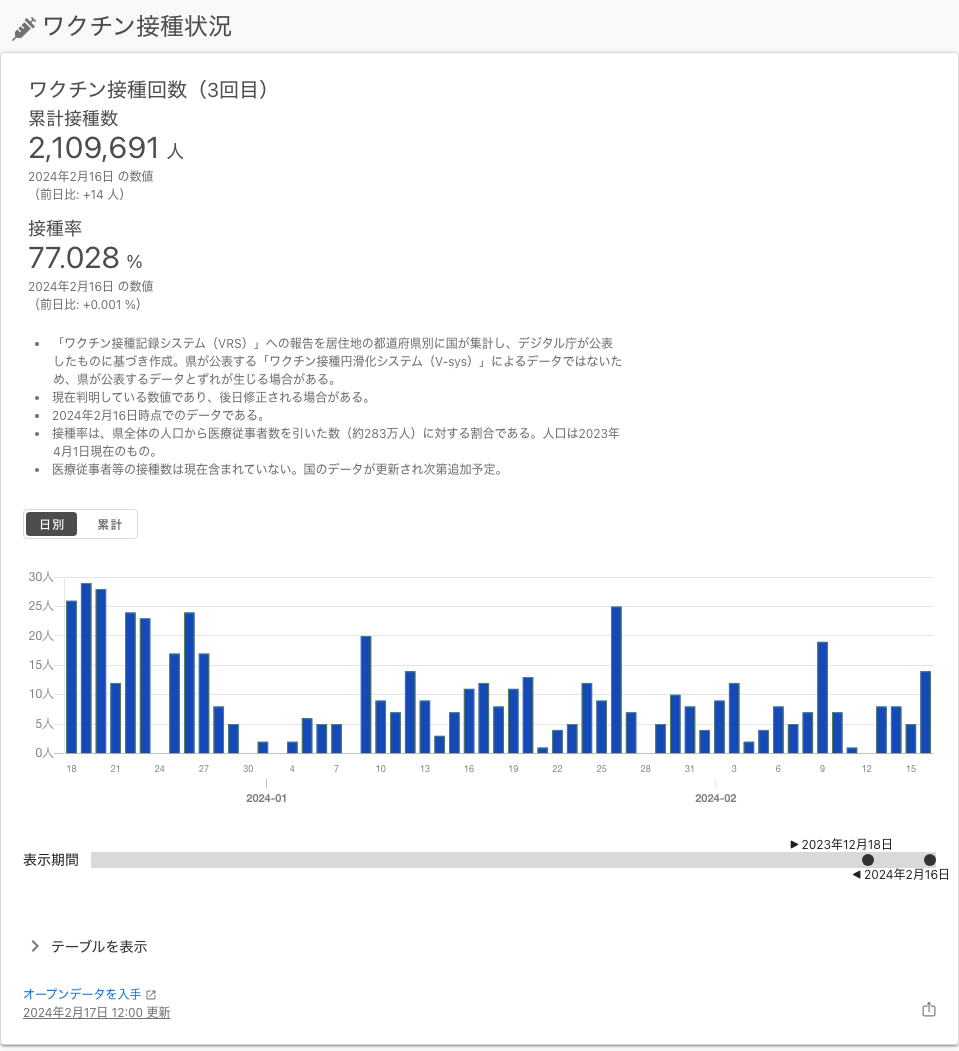 ワクチン接種状況
ワクチン接種回数（3回目）
累計接種数
2,109,691 人
2024年2月16日 の数値
（前日比: +14 人）
接種率
77.028 %
2024年2月16日 の数値
（前日比: +0.001 %）
• 「ワクチン接種記録システム（VRS）」への報告を居住地の都道府県別に国が集計し、デジタル庁が公表
したものに基づき作成。県が公表する「ワクチン接種円滑化システム（V-sys）」によるデータではないた
め、県が公表するデータとずれが生じる場合がある。
• 現在判明している数値であり、後日修正される場合がある。
• 2024年2月16日時点でのデータである。
• 接種率は、県全体の人口から医療従事者数を引いた数（約283万人）に対する割合である。人口は2023年
4月1日現在のもの。
• 医療従事者等の接種数は現在含まれていない。国のデータが更新され次第追加予定。
日別 累計
30人
25人
20人
15人
10人
5人
0人
18 21 24 27 30 4 7 10 13 16 19 22 25 28 31 3 6 9 12 15
2024-01 2024-02
▶ 2023年12月18日
表示期間
◀ 2024年2月16日
テーブルを表示
オープンデータを入手
2024年2月17日 12:00 更新